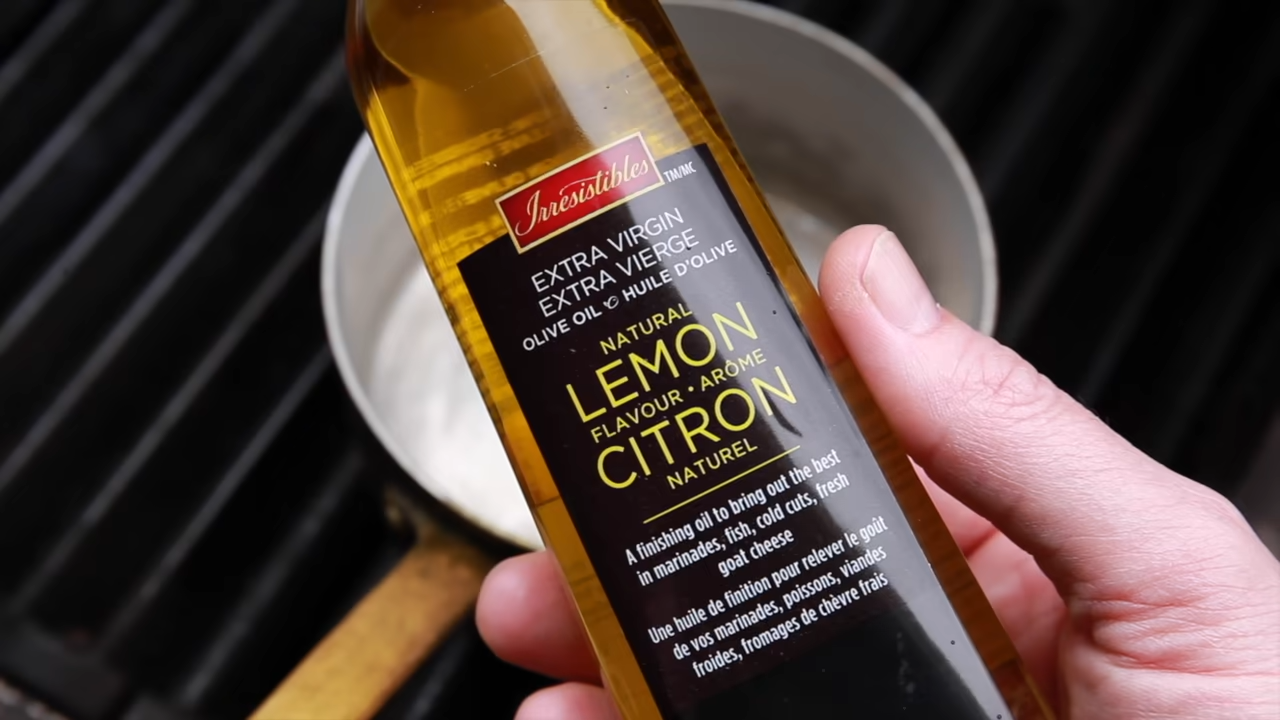 Irresistibles TM/MC
EXTRA VIRGIN
EXTRA VIERGE
OLIVE OIL HUILE D'OLIVE
NATURAL
LEMON
FLAVOUR · ARÔME
CITRON
NATUREL
A finishing oil to bring out the best
in marinades, fish, cold cuts, fresh
goat cheese
Une huile de finition pour relever le goût
de vos marinades, poissons, viandes
froides, fromages de chèvre frais